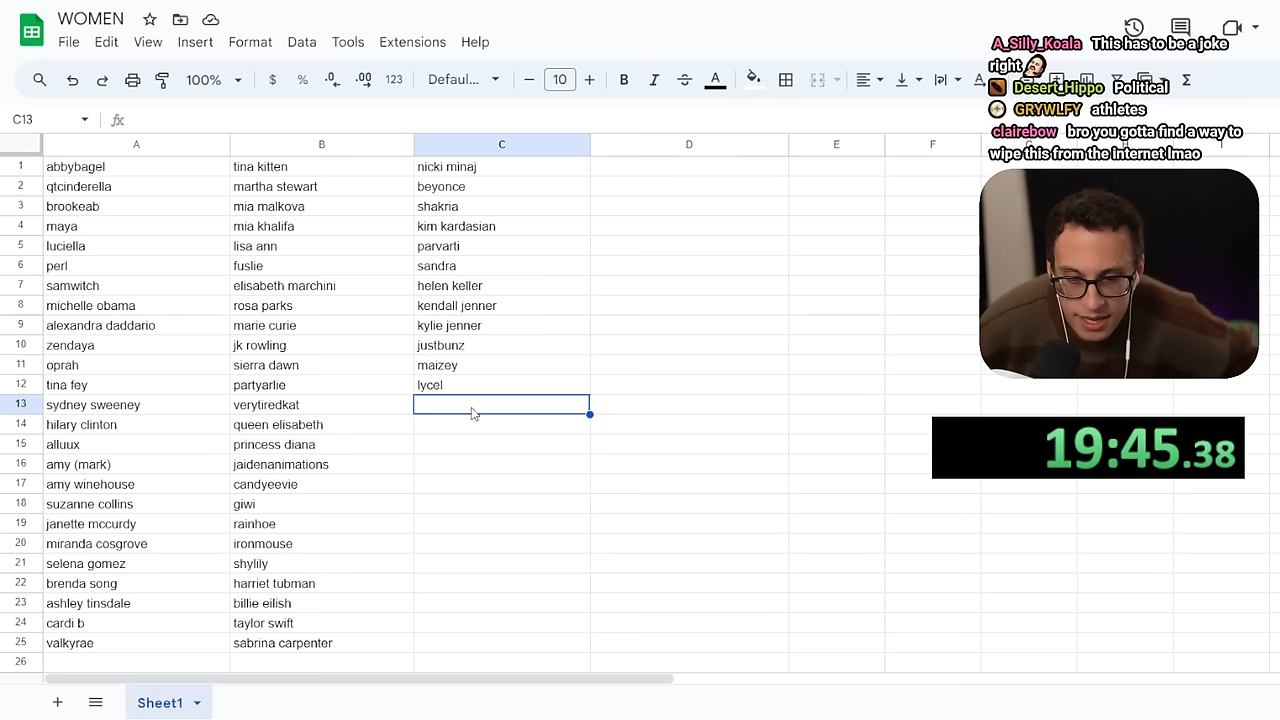 WOMEN
File Edit View Insert Format Data Tools Extensions Help
100% $ % .0 .00 123 Defaul... 10 B I A
A_Silly_Koala This has to be a joke
right
Desert_Hippo Political
GRYWLFY athletes
clairebow bro you gotta find a way to
wipe this from the internet lmao
C13 fx
A B C D E F
1 abbybagel tina kitten nicki minaj
2 qtcinderella martha stewart beyonce
3 brookeab mia malkova shakria
4 maya mia khalifa kim kardasian
5 luciella lisa ann parvarti
6 perl fuslie sandra
7 samwitch elisabeth marchini helen keller
8 michelle obama rosa parks kendall jenner
9 alexandra daddario marie curie kylie jenner
10 zendaya jk rowling justbunz
11 oprah sierra dawn maizey
12 tina fey partyarlie lycel
13 sydney sweeney verytiredkat
14 hilary clinton queen elisabeth
15 alluux princess diana
16 amy (mark) jaidenanimations
17 amy winehouse candyeevie
18 suzanne collins giwi
19 janette mccurdy rainhoe
20 miranda cosgrove ironmouse
21 selena gomez shylily
22 brenda song harriet tubman
23 ashley tinsdale billie eilish
24 cardi b taylor swift
25 valkyrae sabrina carpenter
26
19:45.38
Sheet1